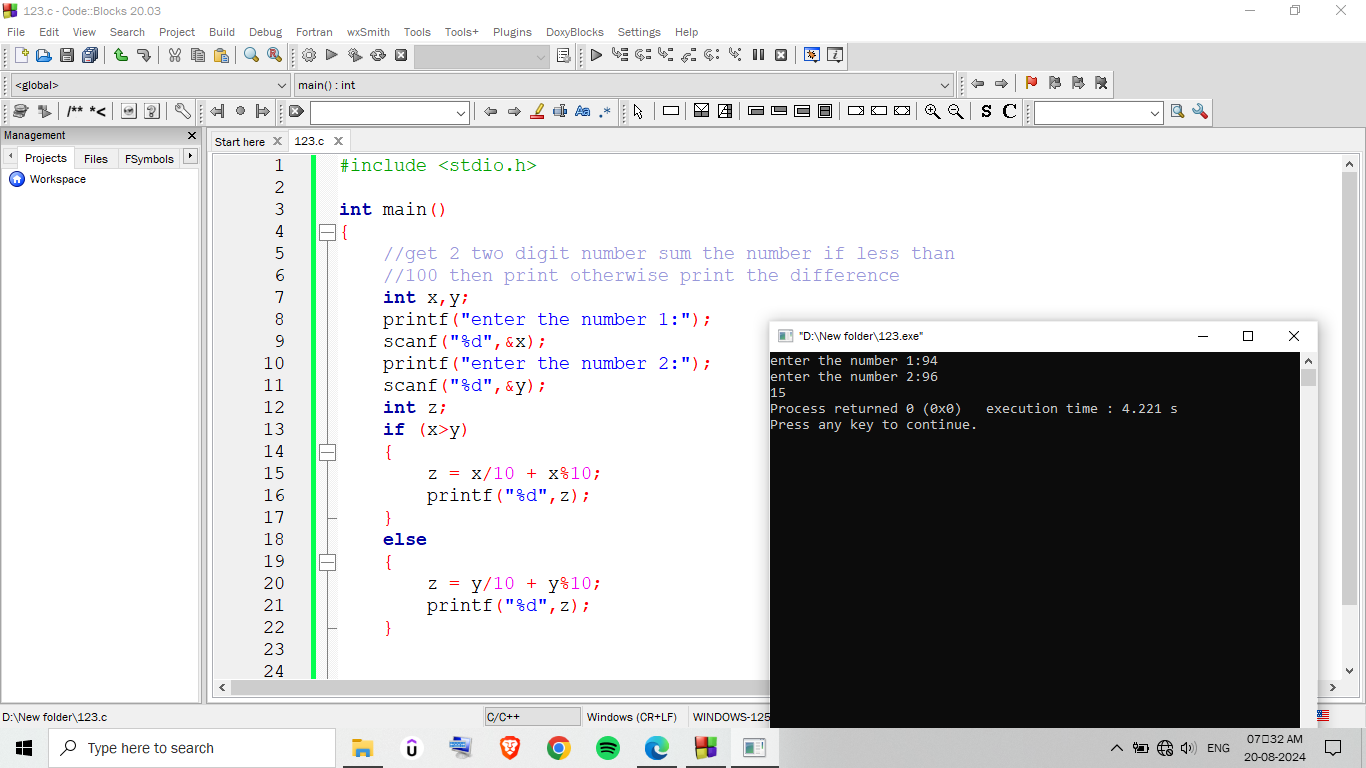 123.c - Code::Blocks 20.03
File Edit View Search Project Build Debug Fortran wxSmith Tools Tools+ Plugins DoxyBlocks Settings Help
<global> main() : int
/** *< Aa .* S C
Management
Projects Files FSymbols
Workspace
Start here 123.c
1 #include <stdio.h>
2
3 int main()
4 {
5 //get 2 two digit number sum the number if less than
6 //100 then print otherwise print the difference
7 int x,y;
8 printf("enter the number 1:");
9 scanf("%d",&x);
10 printf("enter the number 2:");
11 scanf("%d",&y);
12 int z;
13 if (x>y)
14 {
15 z = x/10 + x%10;
16 printf("%d",z);
17 }
18 else
19 {
20 z = y/10 + y%10;
21 printf("%d",z);
22 }
23
24
"D:\New folder\123.exe"
enter the number 1:94
enter the number 2:96
15
Process returned 0 (0x0) execution time : 4.221 s
Press any key to continue.
D:\New folder\123.c C/C++ Windows (CR+LF) WINDOWS-125
Type here to search
ENG
07:32 AM
20-08-2024